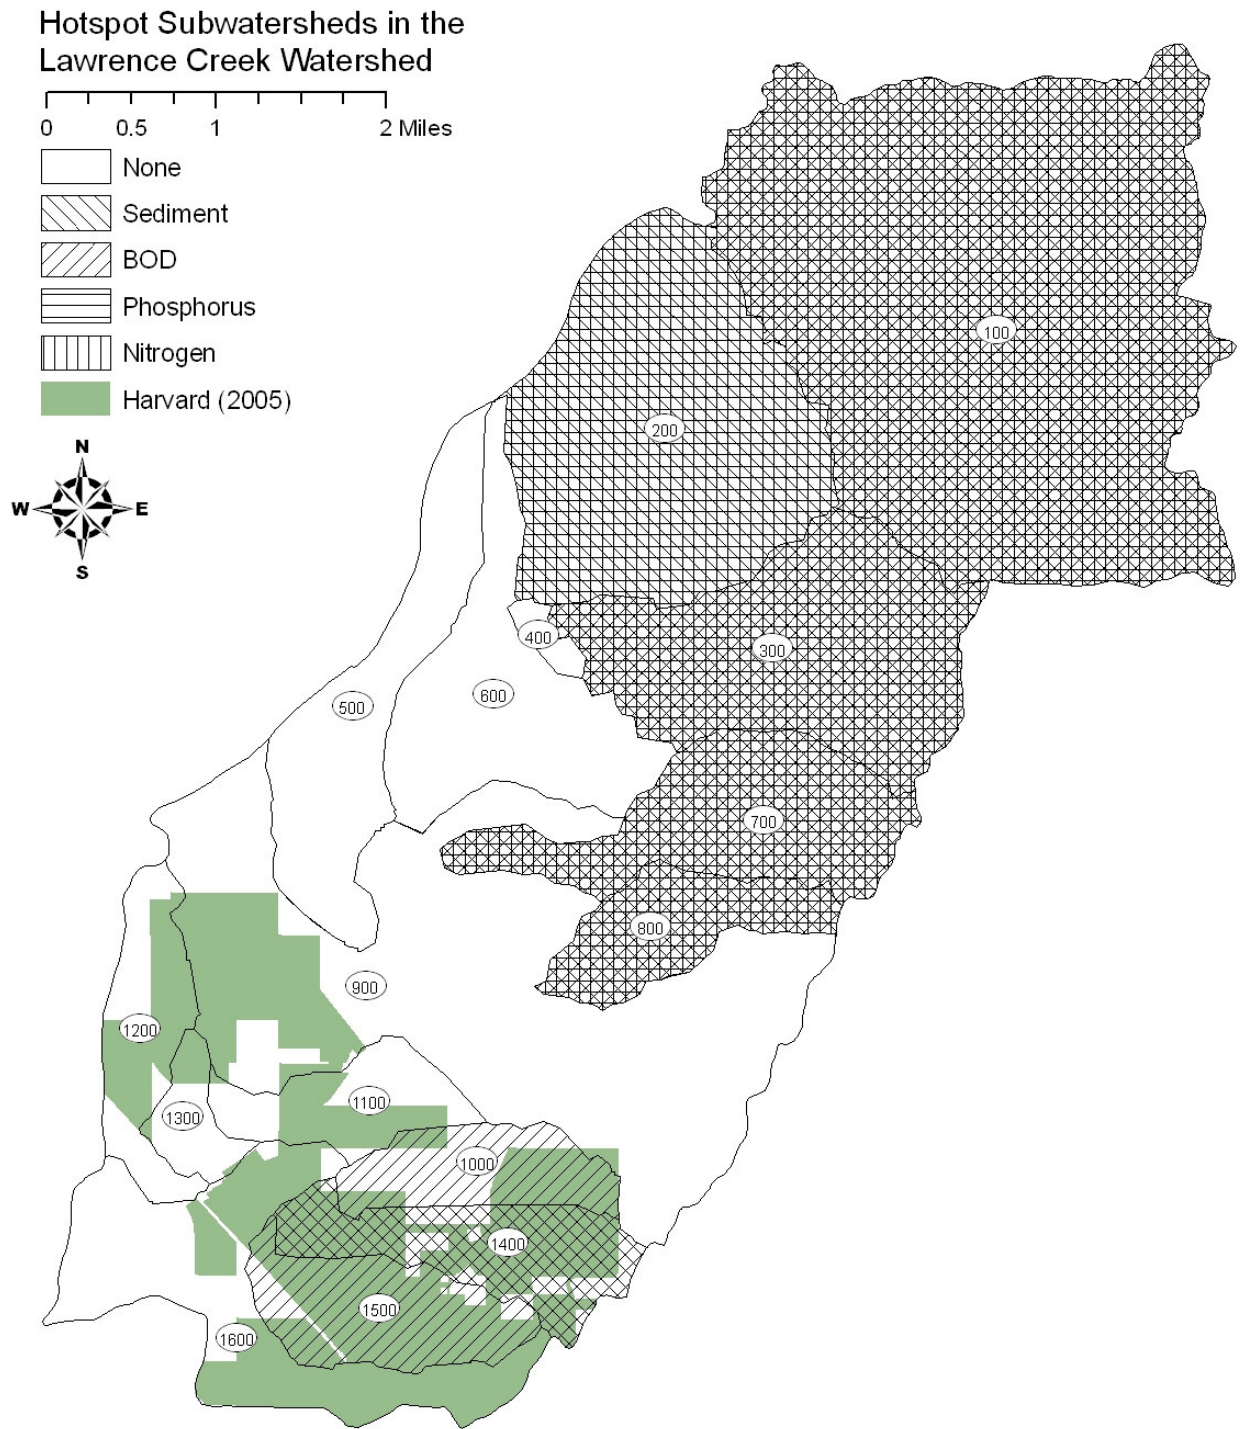 Hotspot Subwatersheds in the
Lawrence Creek Watershed
0 0.5 1 2 Miles
None
Sediment
BOD
Phosphorus
Nitrogen
Harvard (2005)
N
W E
S
100
200
300
400
600
500
700
800
900
1200
1100
1300
1000
1400
1500
1600